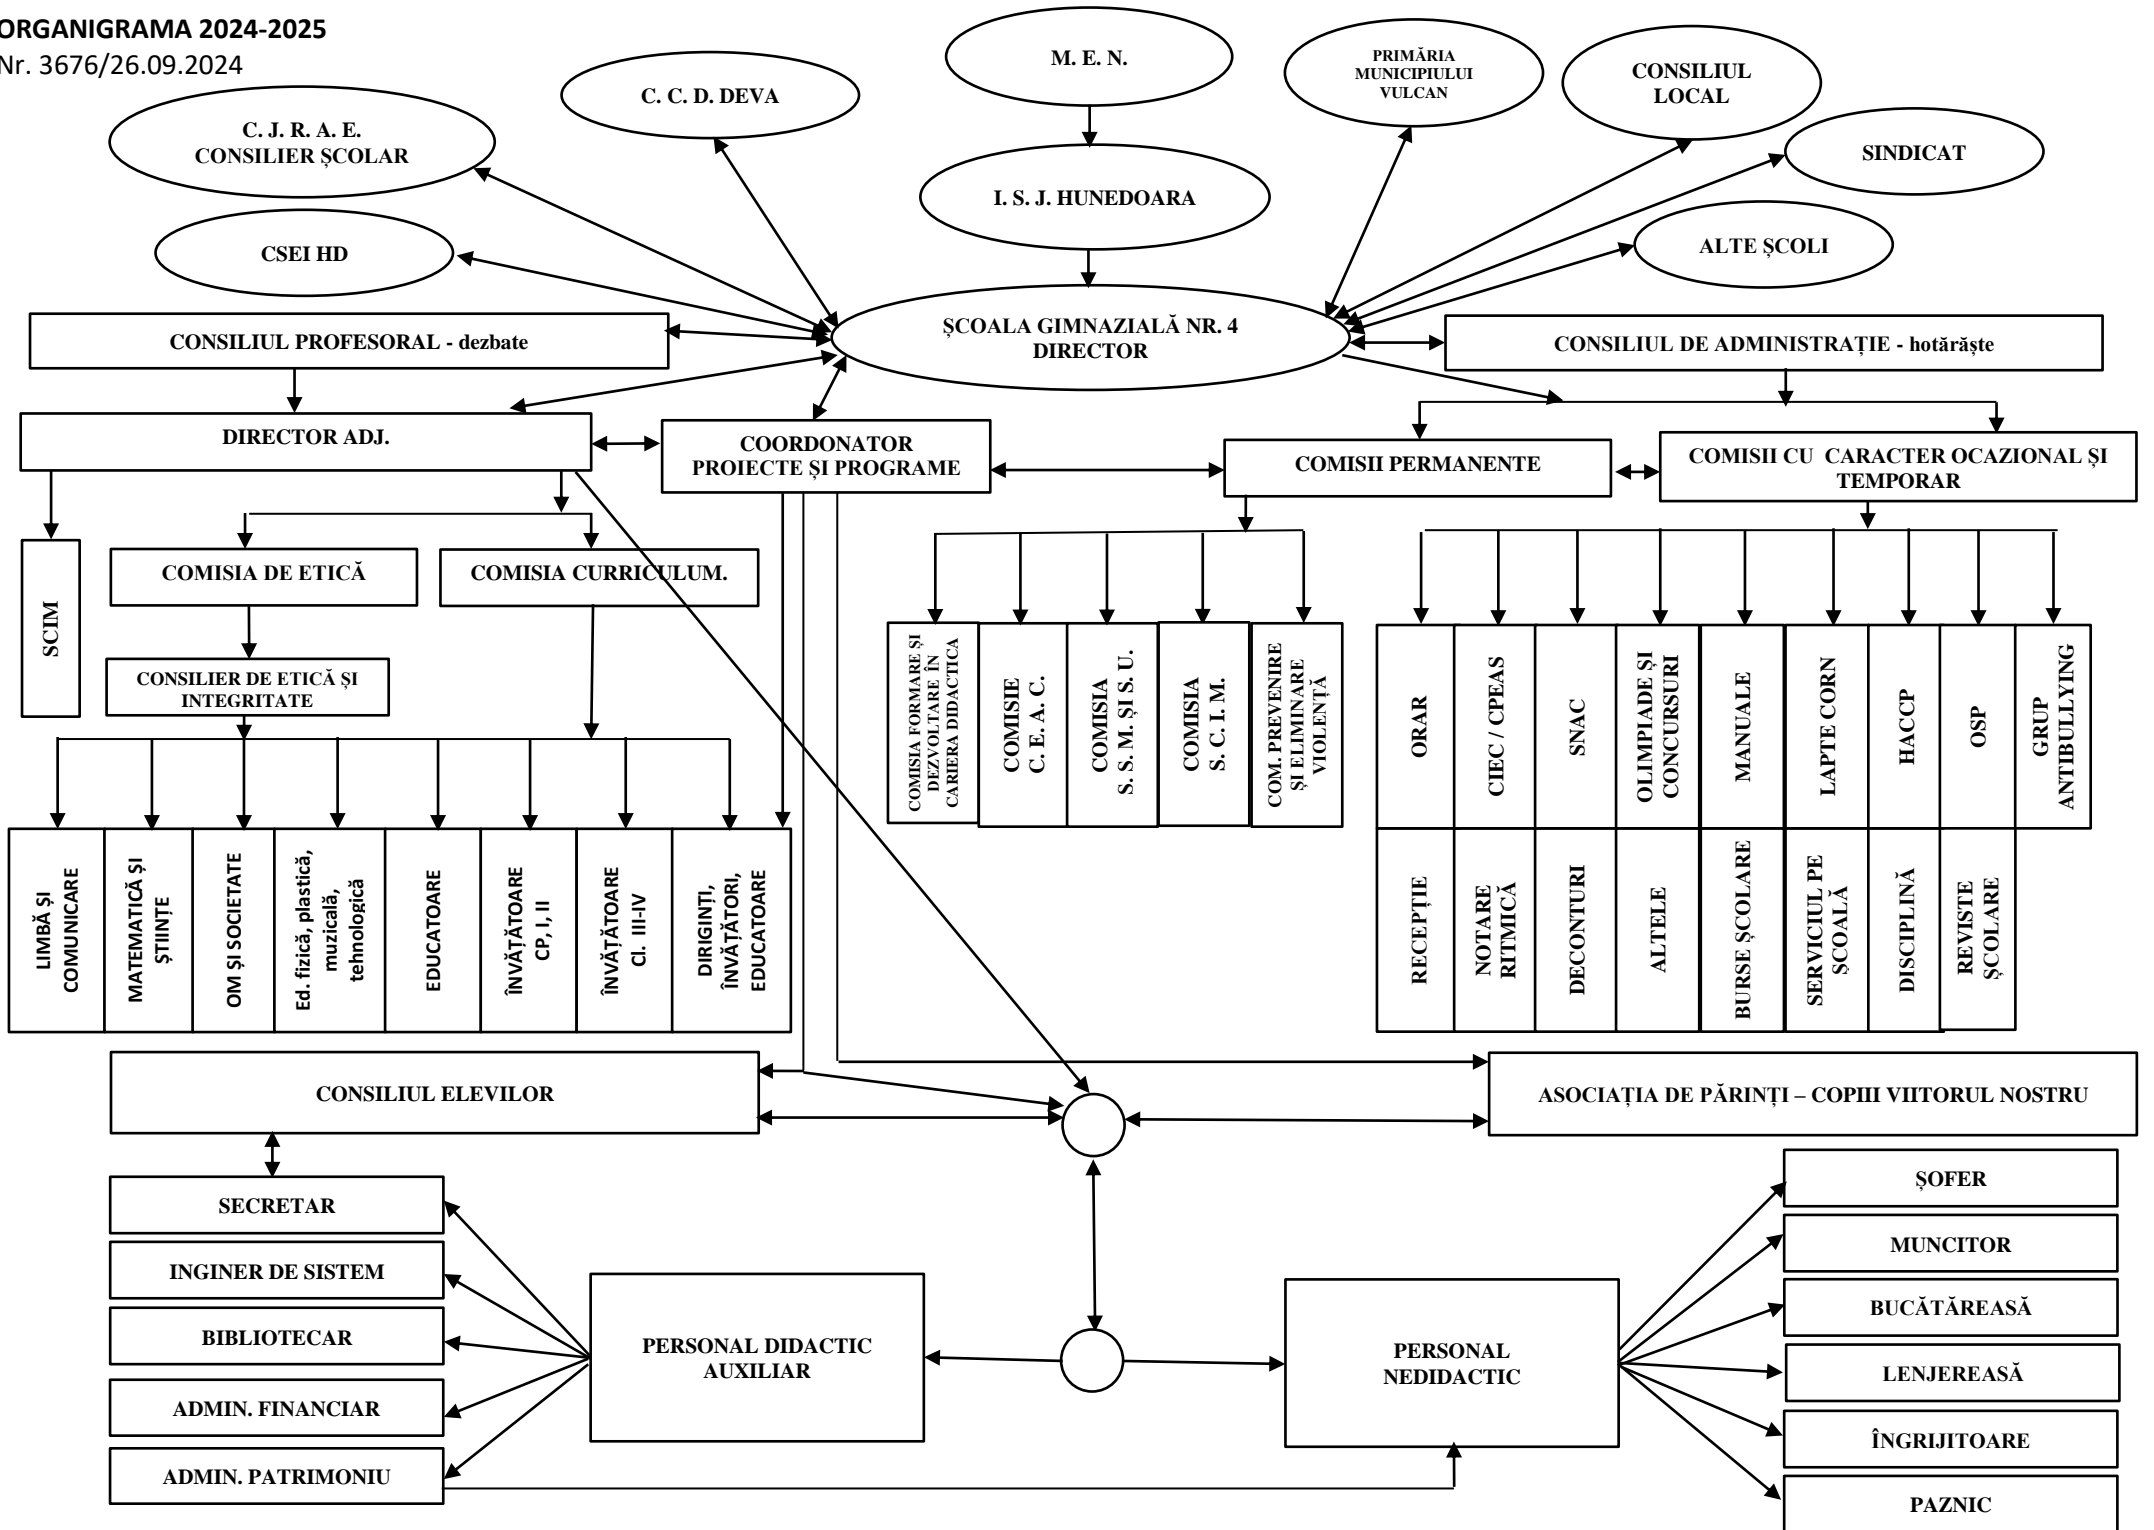 ORGANIGRAMA 2024-2025
Nr. 3676/26.09.2024
M. E. N.
PRIMĂRIA
MUNICIPIULUI
VULCAN
CONSILIUL
LOCAL
C. C. D. DEVA
C. J. R. A. E.
CONSILIER ȘCOLAR
SINDICAT
I. S. J. HUNEDOARA
CSEI HD
ALTE ȘCOLI
ȘCOALA GIMNAZIALĂ NR. 4
DIRECTOR
CONSILIUL PROFESORAL - dezbate
CONSILIUL DE ADMINISTRAȚIE - hotărăște
DIRECTOR ADJ.
COORDONATOR
PROIECTE ȘI PROGRAME
COMISII PERMANENTE
COMISII CU  CARACTER OCAZIONAL ȘI
TEMPORAR
SCIM
COMISIA DE ETICĂ
COMISIA CURRICULUM.
CONSILIER DE ETICĂ ȘI
INTEGRITATE
COMISIA FORMARE ȘI
DEZVOLTARE ÎN
CARIERA DIDACTICA
COMISIE
C. E. A. C.
COMISIA
S. S. M. ȘI S. U.
COMISIA
S. C. I. M.
COM. PREVENIRE
ȘI ELIMINARE
VIOLENȚĂ
ORAR
CIEC / CPEAS
SNAC
OLIMPIADE ȘI
CONCURSURI
MANUALE
LAPTE CORN
HACCP
OSP
GRUP
ANTIBULLYING
LIMBĂ ȘI
COMUNICARE
MATEMATICĂ ȘI
ȘTIINȚE
OM ȘI SOCIETATE
Ed. fizică, plastică,
muzicală,
tehnologică
EDUCATOARE
ÎNVĂȚĂTOARE
CP, I, II
ÎNVĂȚĂTOARE
Cl.  III-IV
DIRIGINȚI,
ÎNVĂȚĂTORI,
EDUCATOARE
RECEPȚIE
NOTARE
RITMICĂ
DECONTURI
ALTELE
BURSE ȘCOLARE
SERVICIUL PE
ȘCOALĂ
DISCIPLINĂ
REVISTE
ȘCOLARE
CONSILIUL ELEVILOR
ASOCIAȚIA DE PĂRINȚI – COPIII VIITORUL NOSTRU
SECRETAR
INGINER DE SISTEM
BIBLIOTECAR
ADMIN. FINANCIAR
ADMIN. PATRIMONIU
PERSONAL DIDACTIC
AUXILIAR
PERSONAL
NEDIDACTIC
ȘOFER
MUNCITOR
BUCĂTĂREASĂ
LENJEREASĂ
ÎNGRIJITOARE
PAZNIC